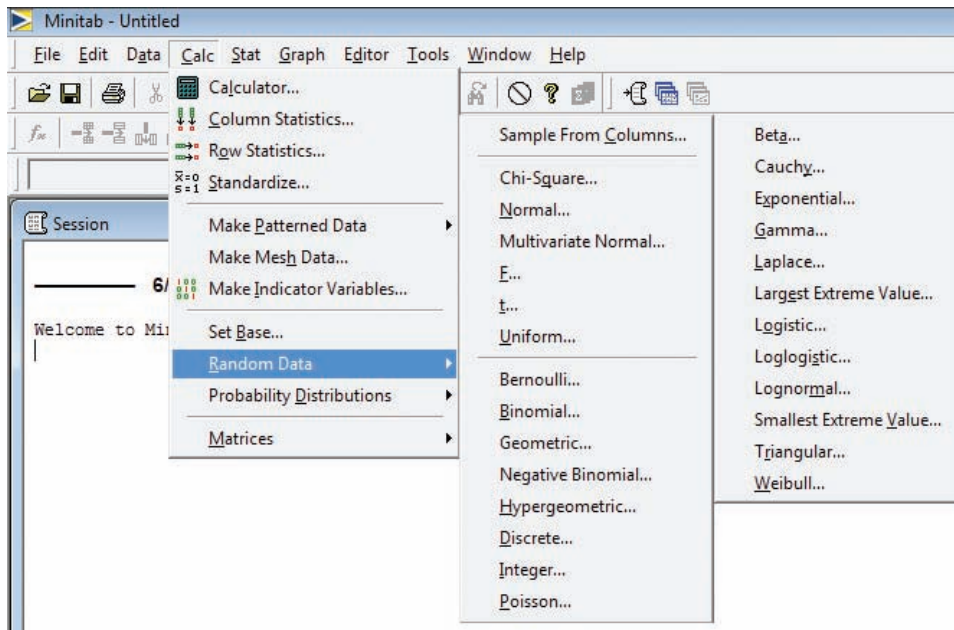 Minitab - Untitled
File Edit Data Calc Stat Graph Editor Tools Window Help
Calculator...
Column Statistics...
Row Statistics...
Standardize...
Make Patterned Data
Make Mesh Data...
Make Indicator Variables...
Set Base...
Random Data
Probability Distributions
Matrices
Sample From Columns...
Chi-Square...
Normal...
Multivariate Normal...
F...
t...
Uniform...
Bernoulli...
Binomial...
Geometric...
Negative Binomial...
Hypergeometric...
Discrete...
Integer...
Poisson...
Beta...
Cauchy...
Exponential...
Gamma...
Laplace...
Largest Extreme Value...
Logistic...
Loglogistic...
Lognormal...
Smallest Extreme Value...
Triangular...
Weibull...
Session
6/
Welcome to Mi